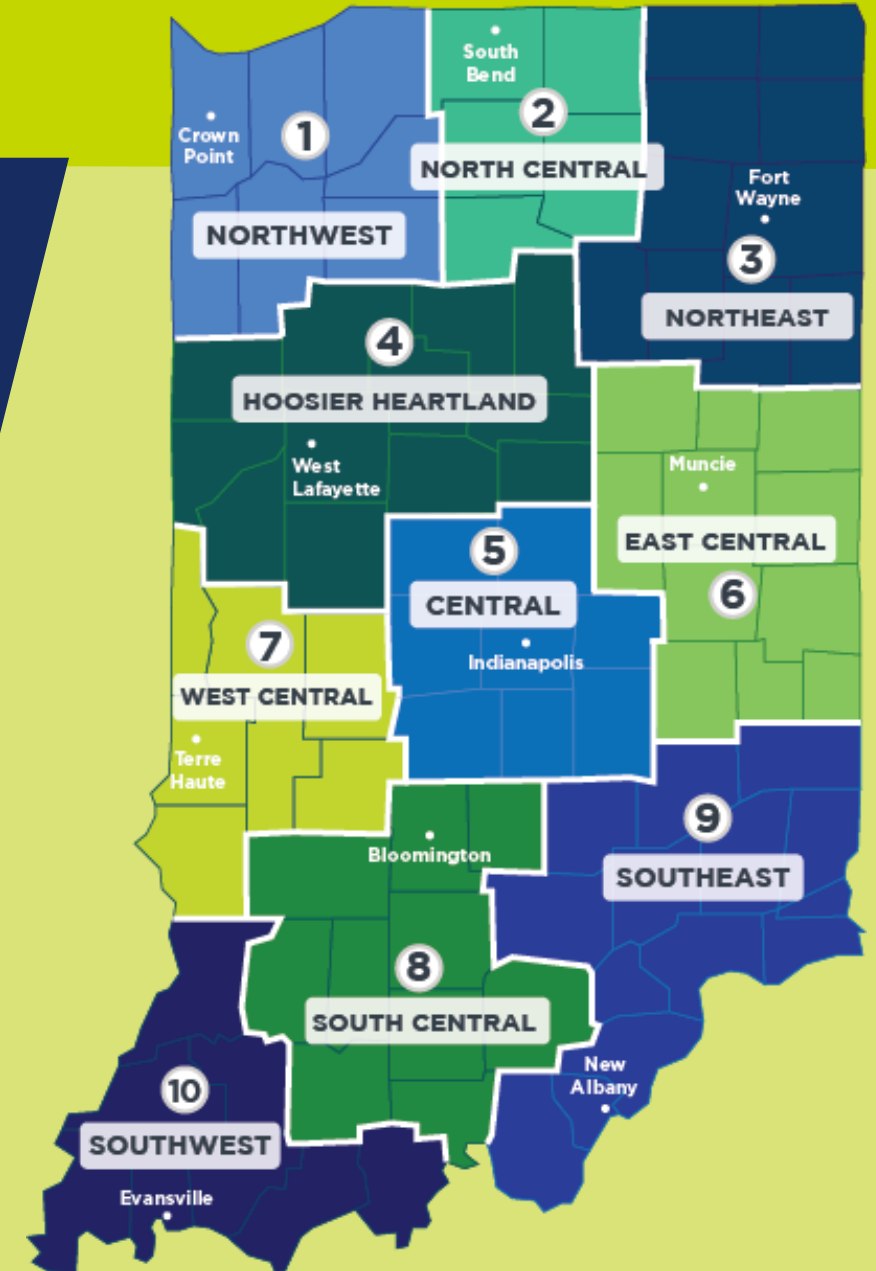 South
Bend
2
NORTH CENTRAL
Crown
Point
1
NORTHWEST
Fort
Wayne
3
NORTHEAST
4
HOOSIER HEARTLAND
West
Lafayette
Muncie
EAST CENTRAL
6
5
CENTRAL
Indianapolis
7
WEST CENTRAL
Terre
Haute
Bloomington
9
SOUTHEAST
8
SOUTH CENTRAL
New
Albany
10
SOUTHWEST
Evansville